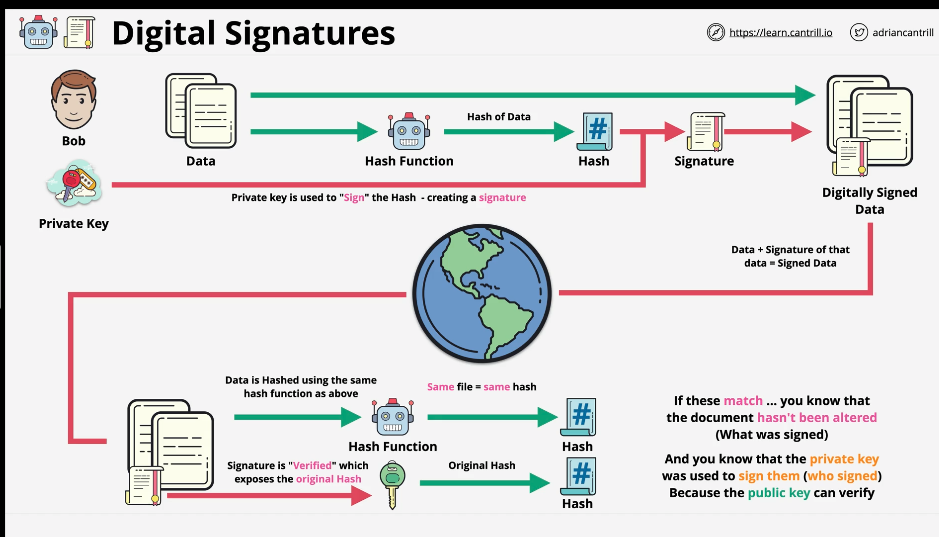 Digital Signatures
https://learn.cantrill.io
adriancantrill
Bob
Data
Hash Function
Hash of Data
Hash
Signature
Digitally Signed
Data
Private Key
Private key is used to "Sign" the Hash - creating a signature
Data + Signature of that
data = Signed Data
Data is Hashed using the same
hash function as above
Same file = same hash
Hash Function
Hash
Signature is "Verified" which
exposes the original Hash
Original Hash
Hash
If these match ... you know that
the document hasn't been altered
(What was signed)
And you know that the private key
was used to sign them (who signed)
Because the public key can verify